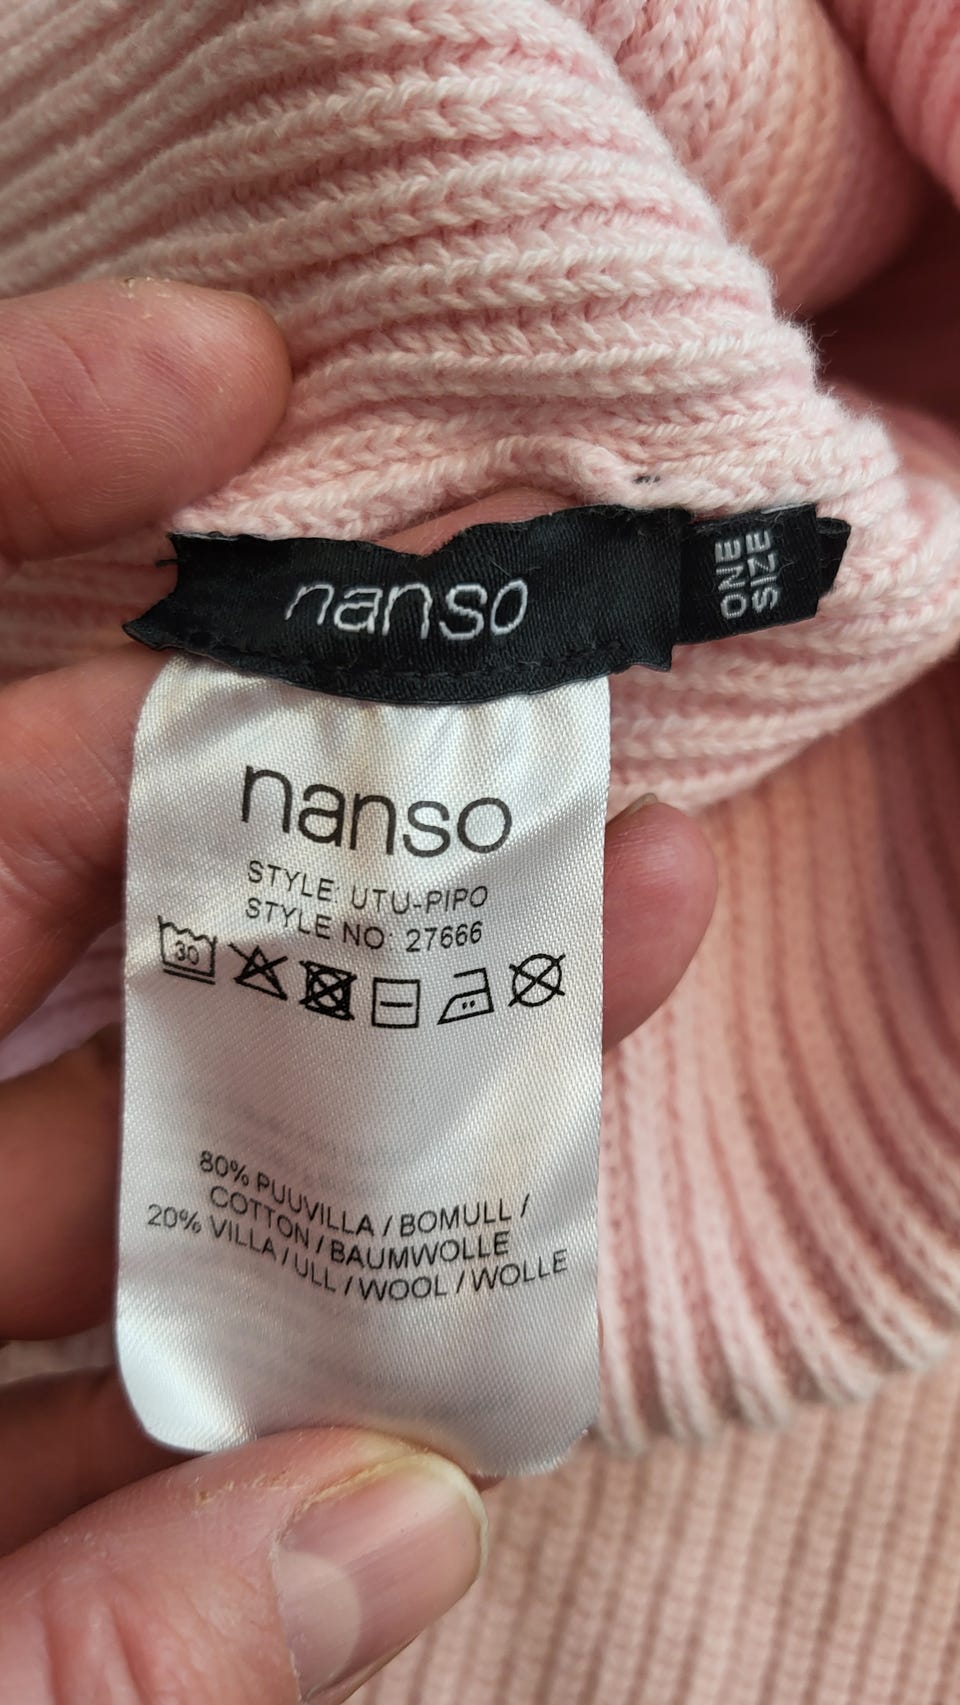 nanso
ONE
SIZE
nanso
STYLE: UTU-PIPO
STYLE NO: 27666
30
80% PUUVILLA / BOMULL /
COTTON / BAUMWOLLE
20% VILLA / ULL / WOOL / WOLLE